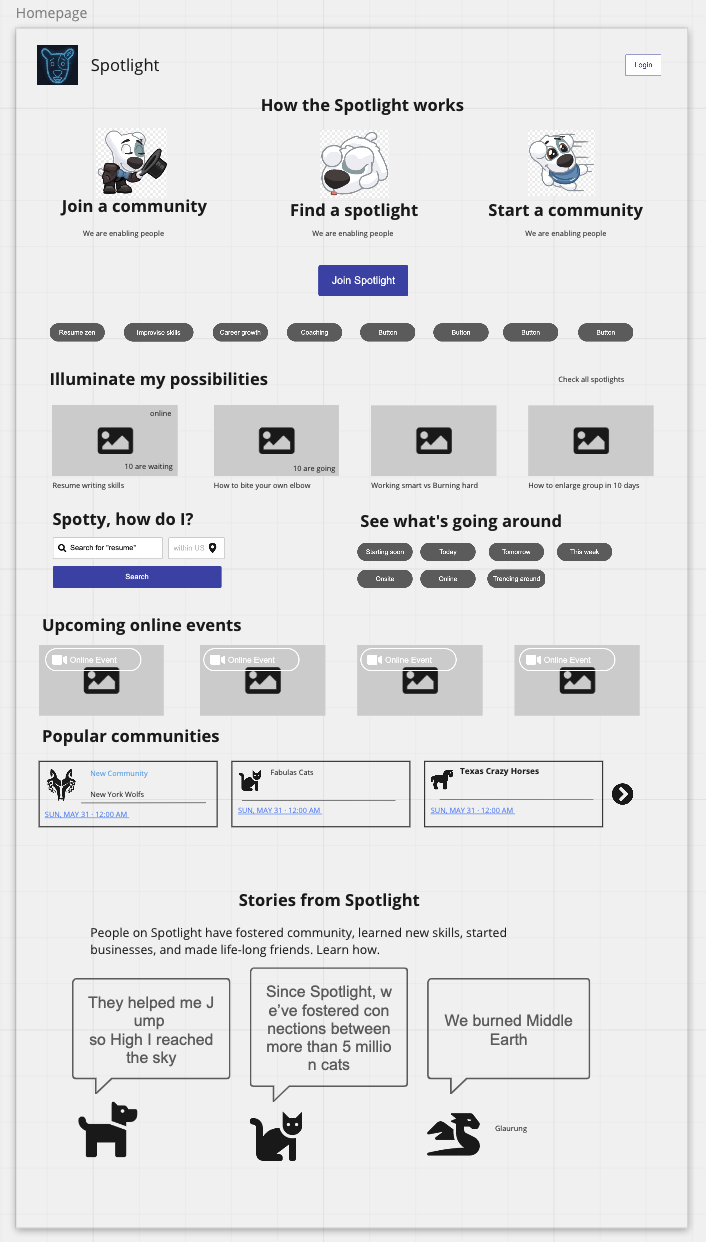 Homepage
Spotlight
Login
How the Spotlight works
Join a community
Find a spotlight
Start a community
We are enabling people
We are enabling people
We are enabling people
Join Spotlight
Resume zen
Improvise skills
Career growth
Coaching
Button
Button
Button
Button
Illuminate my possibilities
Check all spotlights
online
10 are waiting
10 are going
Resume writing skills
How to bite your own elbow
Working smart vs Burning hard
How to enlarge group in 10 days
Spotty, how do I?
Search for "resume"
within US
Search
See what's going around
Starting soon
Today
Tomorrow
This week
Onsite
Online
Trending around
Upcoming online events
Online Event
Online Event
Online Event
Online Event
Popular communities
New Community
New York Wolfs
SUN, MAY 31 · 12:00 AM
Fabulas Cats
SUN, MAY 31 · 12:00 AM
Texas Crazy Horses
SUN, MAY 31 · 12:00 AM
Stories from Spotlight
People on Spotlight have fostered community, learned new skills, started
businesses, and made life-long friends. Learn how.
They helped me J
ump
so High I reached
the sky
Since Spotlight, w
e’ve fostered con
nections between
more than 5 millio
n cats
We burned Middle
Earth
Glaurung